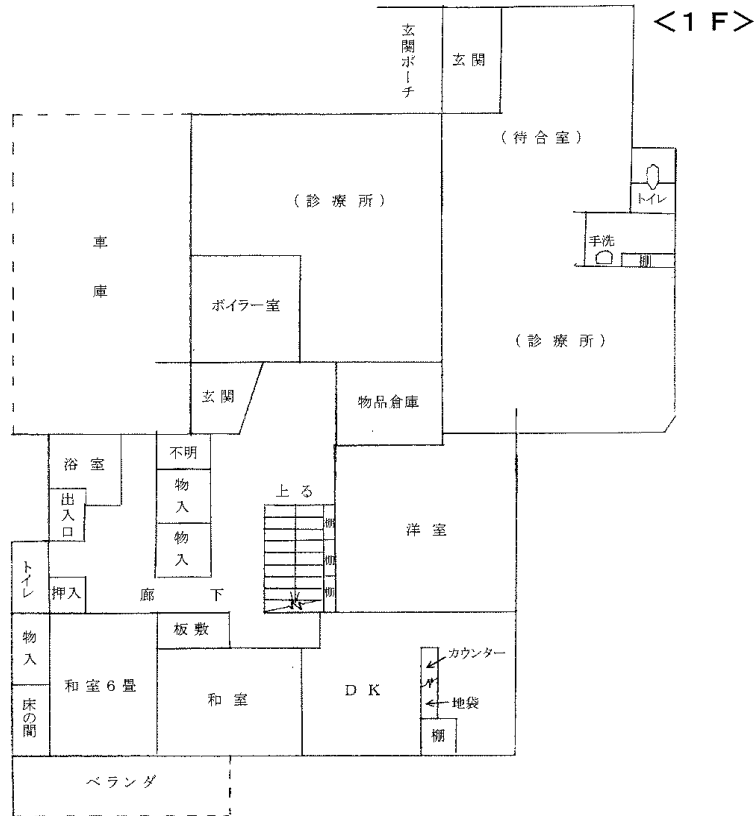 <1F>
玄関ポーチ
玄関
(待合室)
(診療所)
トイレ
車庫
手洗
棚
ボイラー室
(診療所)
玄関
物品倉庫
浴室
不明
出入口
物入
上る
棚
洋室
物入
棚
トイレ
押入
廊下
棚
物入
板敷
カウンター
和室6畳
和室
DK
地袋
床の間
棚
ベランダ